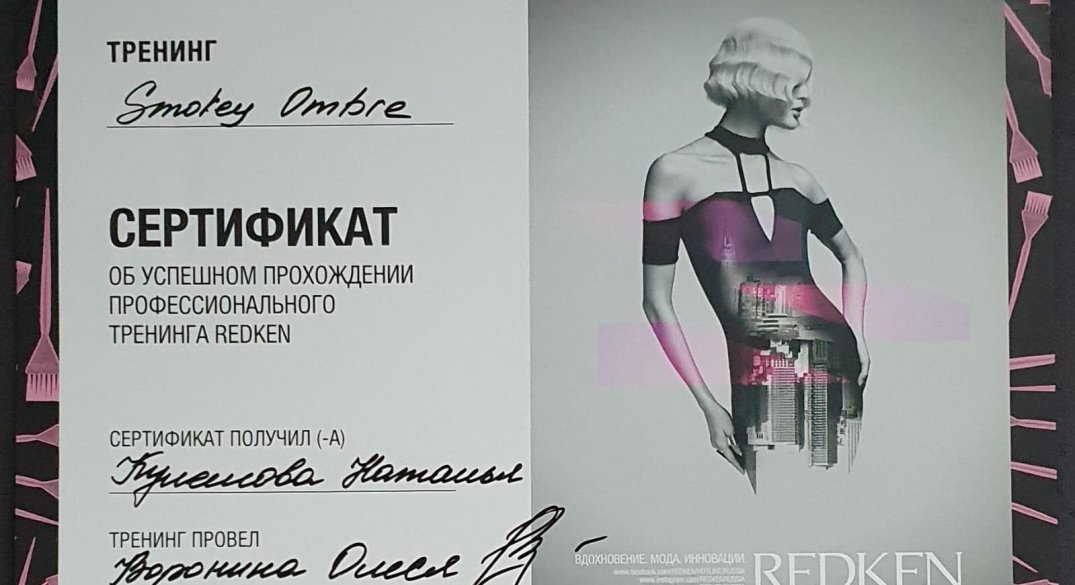 ТРЕНИНГ
Smokey Ombre
СЕРТИФИКАТ
ОБ УСПЕШНОМ ПРОХОЖДЕНИИ
ПРОФЕССИОНАЛЬНОГО
ТРЕНИНГА REDKEN
СЕРТИФИКАТ ПОЛУЧИЛ (-А)
Наталья
ТРЕНИНГ ПРОВЕЛ
Воронина Олеся
ВДОХНОВЕНИЕ. МОДА. ИННОВАЦИИ.
REDKEN